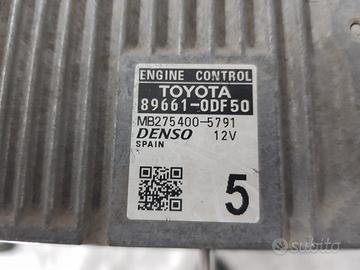 ENGINE CONTROL
TOYOTA
89661-0DF50
MB275400-5791
DENSO 12V
SPAIN
5
subito